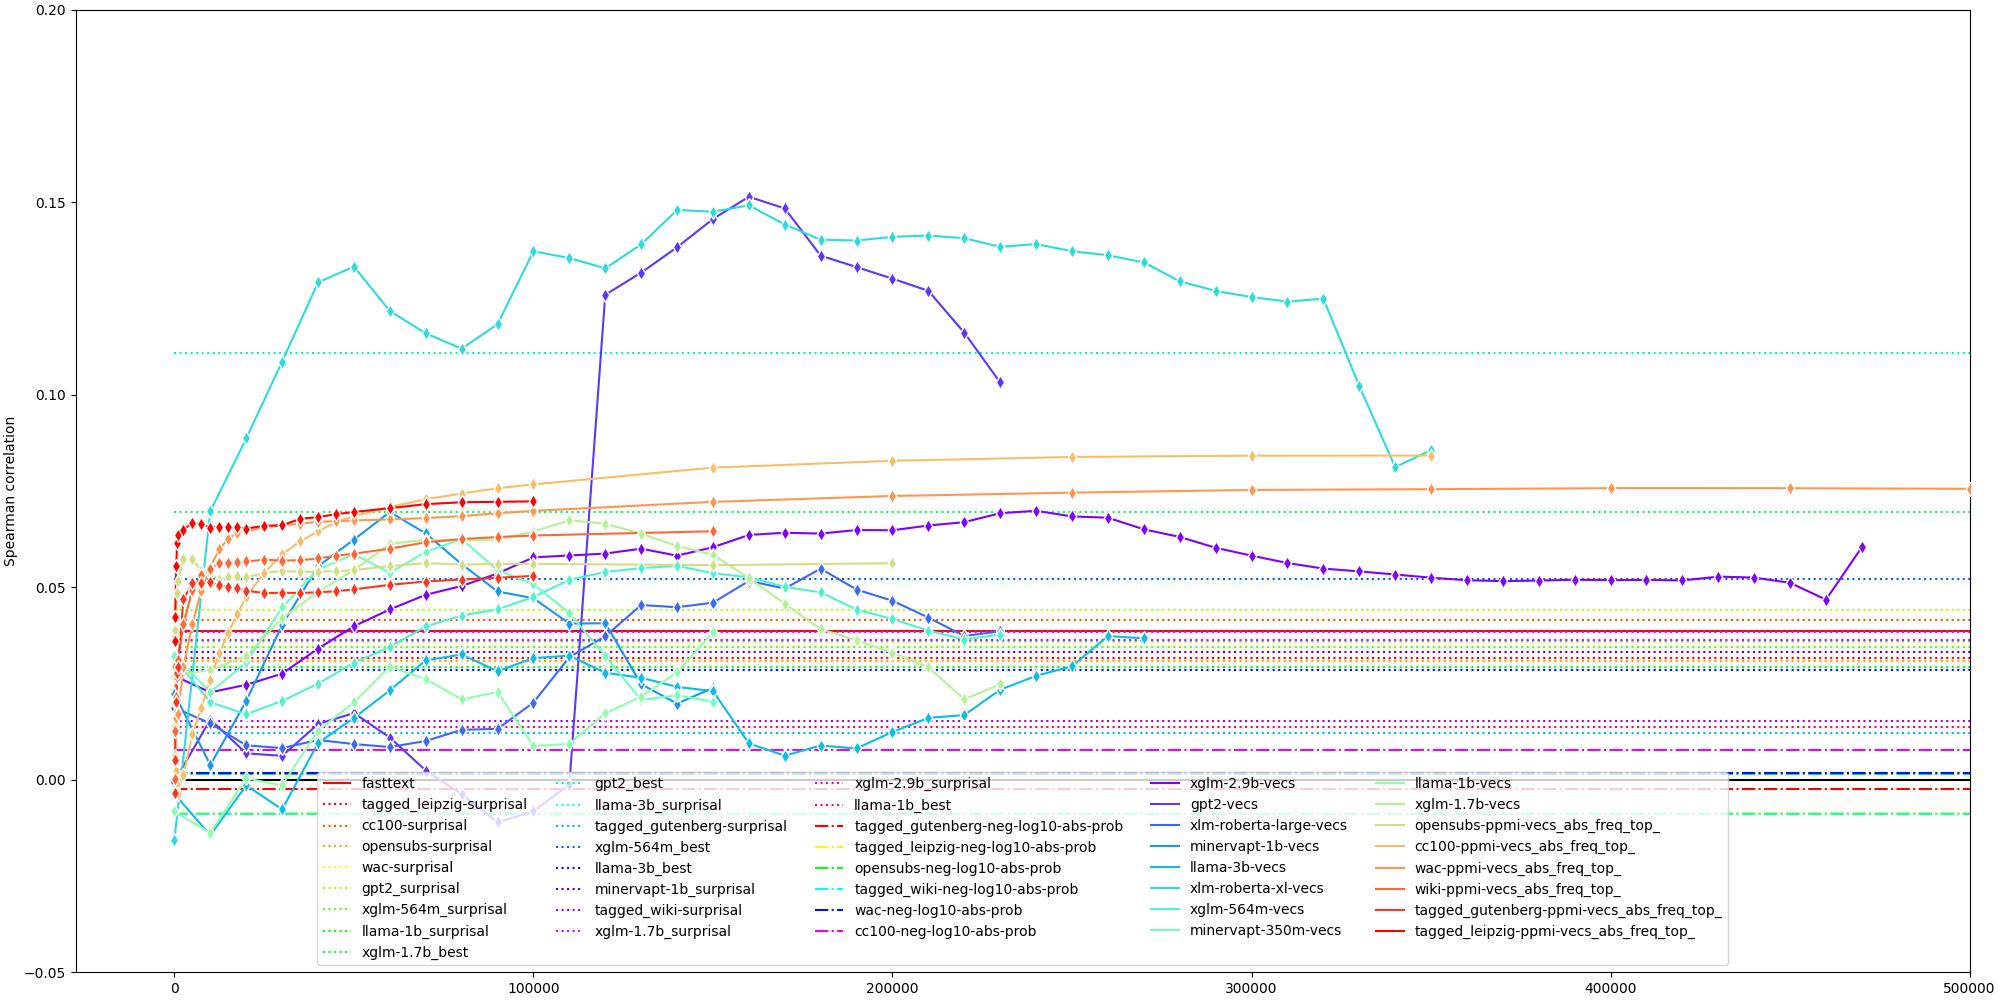 0.20
0.15
0.10
0.05
0.00
−0.05
Spearman correlation
fasttext
tagged_leipzig-surprisal
cc100-surprisal
opensubs-surprisal
wac-surprisal
gpt2_surprisal
xglm-564m_surprisal
llama-1b_surprisal
xglm-1.7b_best
gpt2_best
llama-3b_surprisal
tagged_gutenberg-surprisal
xglm-564m_best
llama-3b_best
minervapt-1b_surprisal
tagged_wiki-surprisal
xglm-1.7b_surprisal
xglm-2.9b_surprisal
llama-1b_best
tagged_gutenberg-neg-log10-abs-prob
tagged_leipzig-neg-log10-abs-prob
opensubs-neg-log10-abs-prob
tagged_wiki-neg-log10-abs-prob
wac-neg-log10-abs-prob
cc100-neg-log10-abs-prob
xglm-2.9b-vecs
gpt2-vecs
xlm-roberta-large-vecs
minervapt-1b-vecs
llama-3b-vecs
xlm-roberta-xl-vecs
xglm-564m-vecs
minervapt-350m-vecs
llama-1b-vecs
xglm-1.7b-vecs
opensubs-ppmi-vecs_abs_freq_top_
cc100-ppmi-vecs_abs_freq_top_
wac-ppmi-vecs_abs_freq_top_
wiki-ppmi-vecs_abs_freq_top_
tagged_gutenberg-ppmi-vecs_abs_freq_top_
tagged_leipzig-ppmi-vecs_abs_freq_top_
0 100000 200000 300000 400000 500000